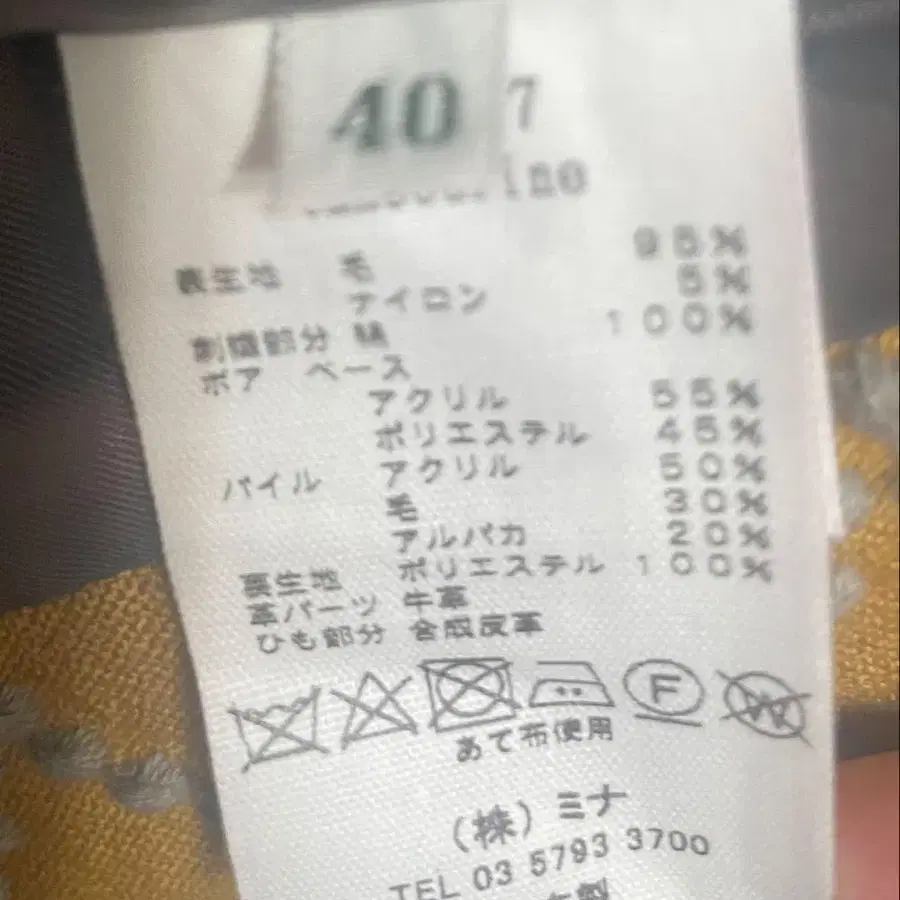 40
7
ino
表生地 毛 95%
ナイロン 5%
刺繍部分 綿 100%
ボア ベース
アクリル 55%
ポリエステル 45%
パイル アクリル 50%
毛 30%
アルパカ 20%
裏生地 ポリエステル 100%
革パーツ 牛革
ひも部分 合成皮革
F
W
あて布使用
(株)ミナ
TEL 03 5793 3700